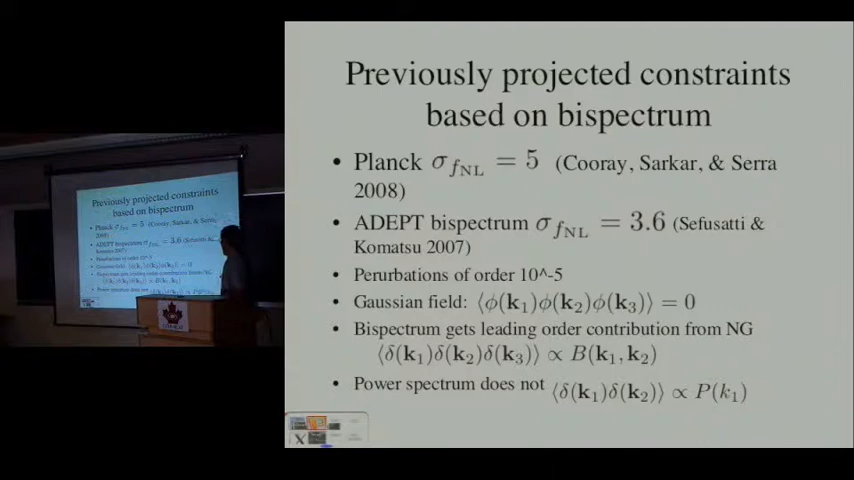 Previously projected constraints
based on bispectrum
• Planck σ_{f_NL} = 5 (Cooray, Sarkar, & Serra
2008)
• ADEPT bispectrum σ_{f_NL} = 3.6 (Sefusatti &
Komatsu 2007)
• Perurbations of order 10^-5
• Gaussian field: ⟨ϕ(k₁)ϕ(k₂)ϕ(k₃)⟩ = 0
• Bispectrum gets leading order contribution from NG
⟨δ(k₁)δ(k₂)δ(k₃)⟩ ∝ B(k₁, k₂)
• Power spectrum does not ⟨δ(k₁)δ(k₂)⟩ ∝ P(k₁)